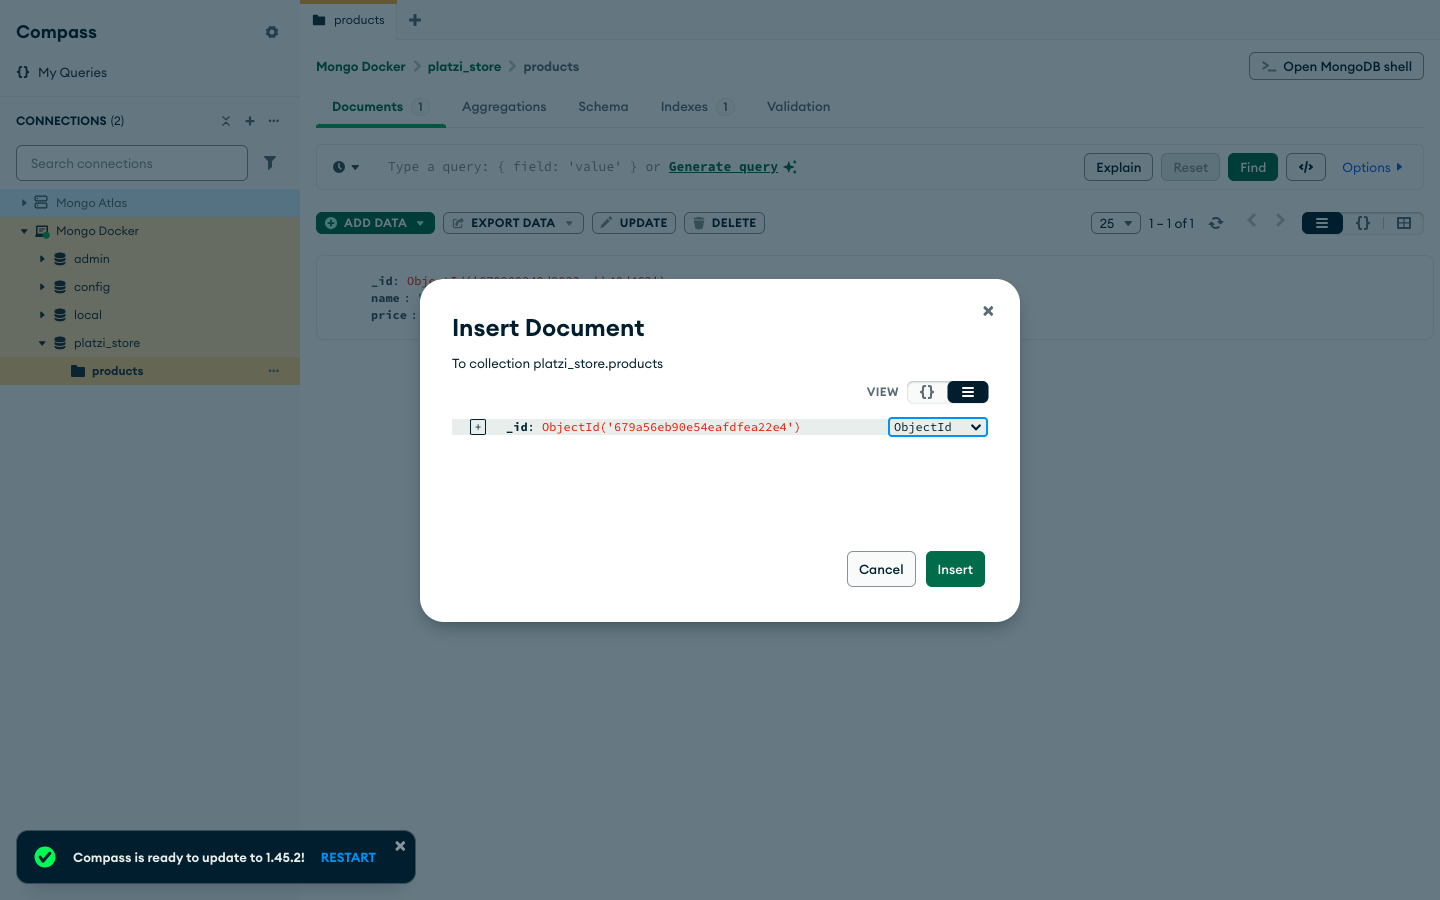 Compass
My Queries
CONNECTIONS (2)
Search connections
Mongo Atlas
Mongo Docker
admin
config
local
platzi_store
products
products
Mongo Docker
platzi_store
products
>_ Open MongoDB shell
Documents 1
Aggregations
Schema
Indexes 1
Validation
Type a query: { field: 'value' } or Generate query
Explain
Reset
Find
</>
Options
ADD DATA
EXPORT DATA
UPDATE
DELETE
25
1 – 1 of 1
{}
_id:
name :
price :
Insert Document
To collection platzi_store.products
VIEW
{}
_id: ObjectId('679a56eb90e54eafdfea22e4')
ObjectId
Cancel
Insert
Compass is ready to update to 1.45.2!
RESTART